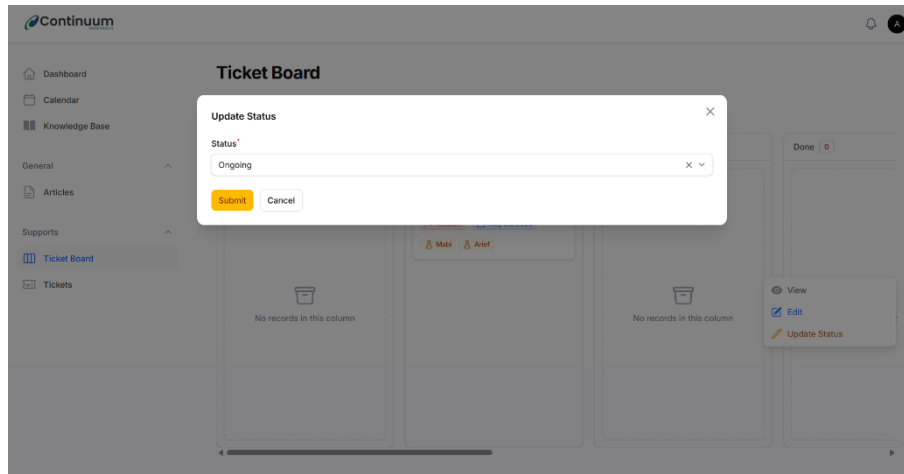 Continuum
A
Dashboard
Calendar
Knowledge Base
General
Articles
Supports
Ticket Board
Tickets
Ticket Board
Update Status
Status*
Ongoing
Submit
Cancel
Done 0
Mabi Arief
No records in this column
No records in this column
View
Edit
Update Status